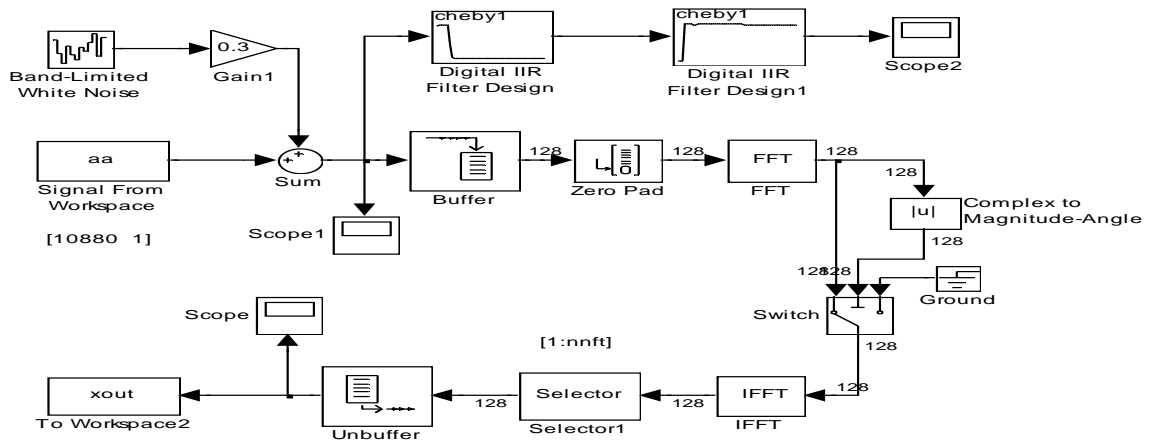 cheby1
cheby1
0.3
Band-Limited
White Noise
Gain1
Digital IIR
Filter Design
Digital IIR
Filter Design1
Scope2
aa
Signal From
Workspace
[10880 1]
+
+
Sum
Scope1
Buffer
128
Zero Pad
128
FFT
FFT
128
128
|u|
Complex to
Magnitude-Angle
128
128
128
Ground
Switch
128
Scope
[1:nnft]
xout
To Workspace2
Unbuffer
128
Selector
Selector1
128
IFFT
IFFT
128